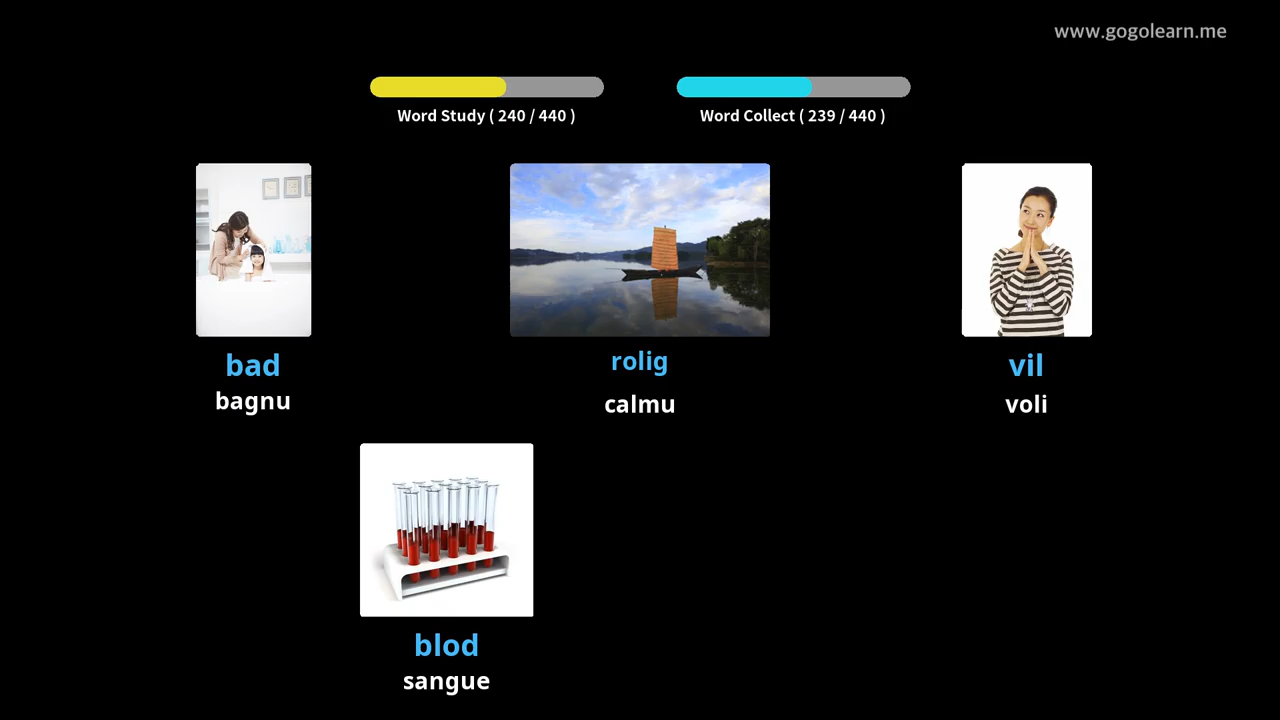 www.gogolearn.me
Word Study ( 240 / 440 )
Word Collect ( 239 / 440 )
bad
bagnu
rolig
calmu
vil
voli
blod
sangue